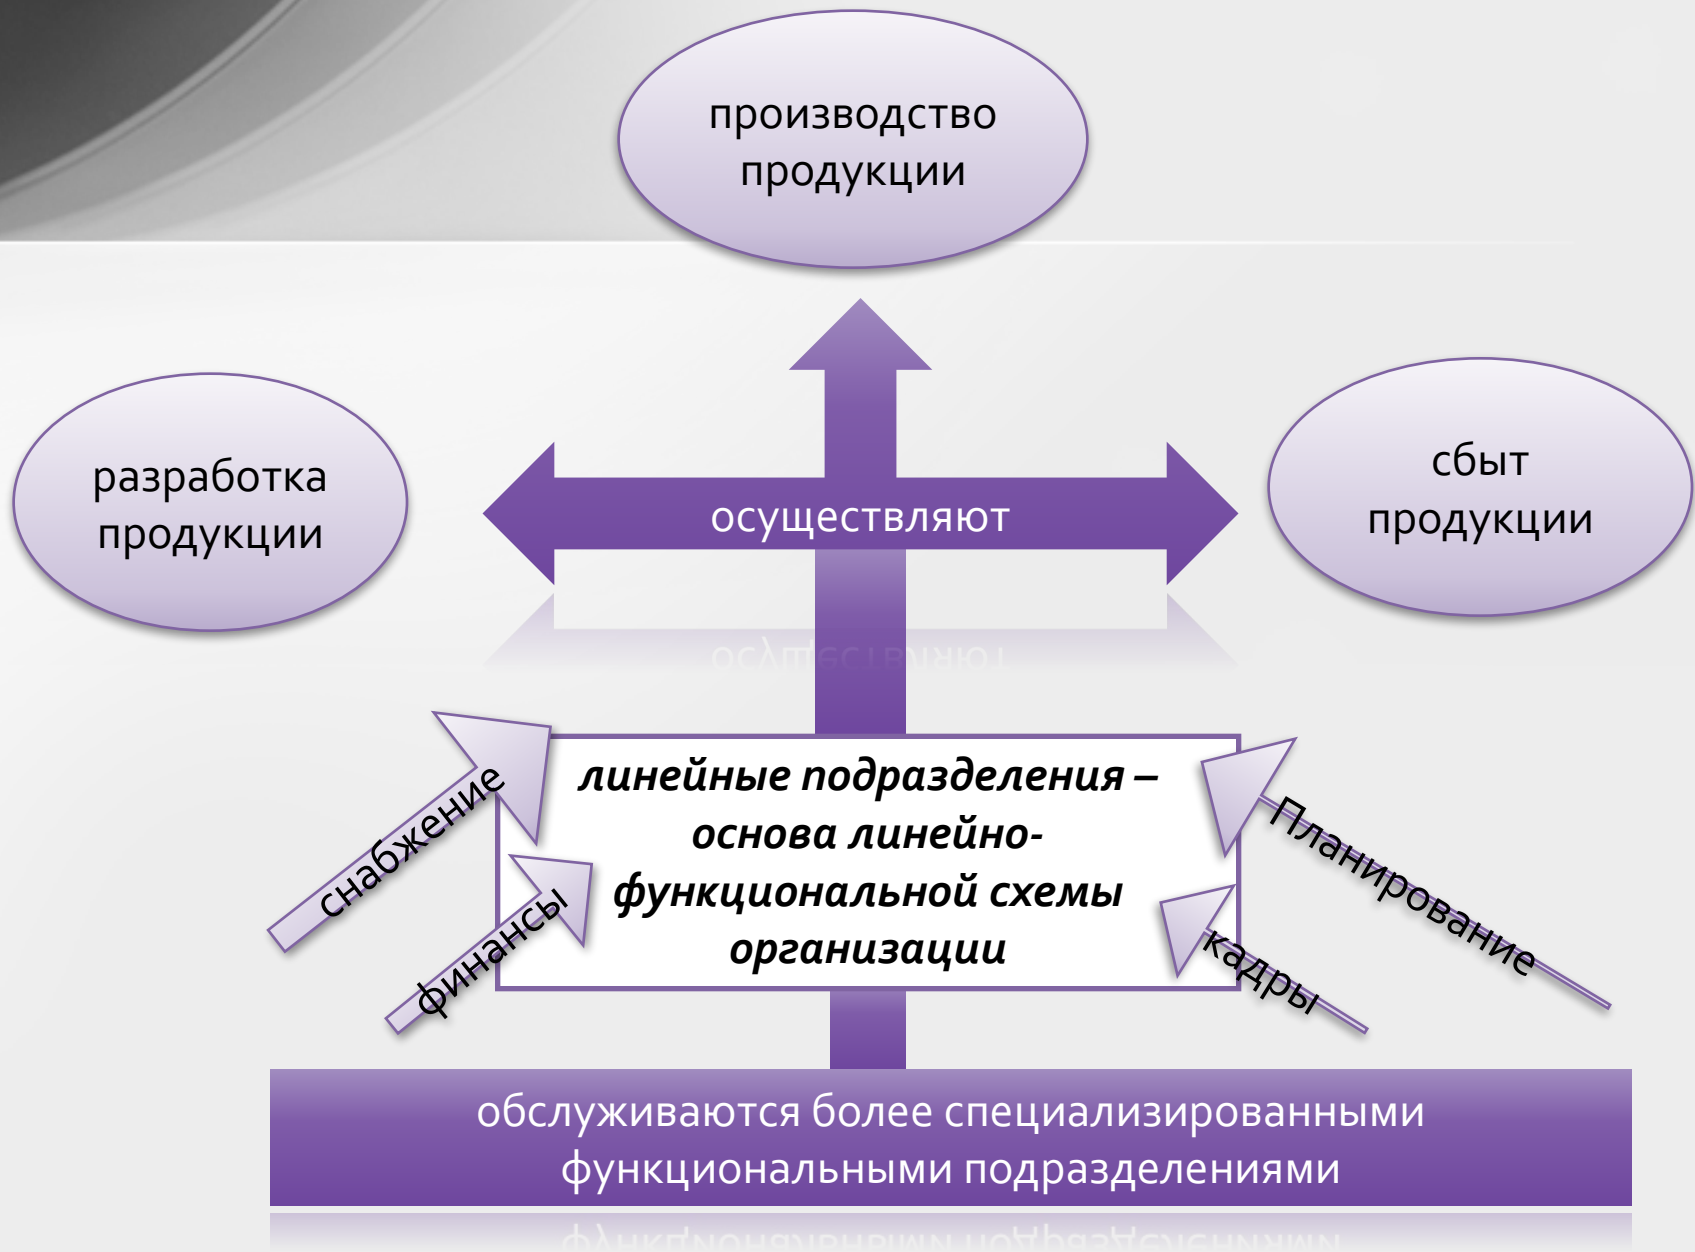 производство
продукции
разработка
продукции
сбыт
продукции
осуществляют
линейные подразделения –
основа линейно-
функциональной схемы
организации
снабжение
финансы
Планирование
кадры
обслуживаются более специализированными
функциональными подразделениями